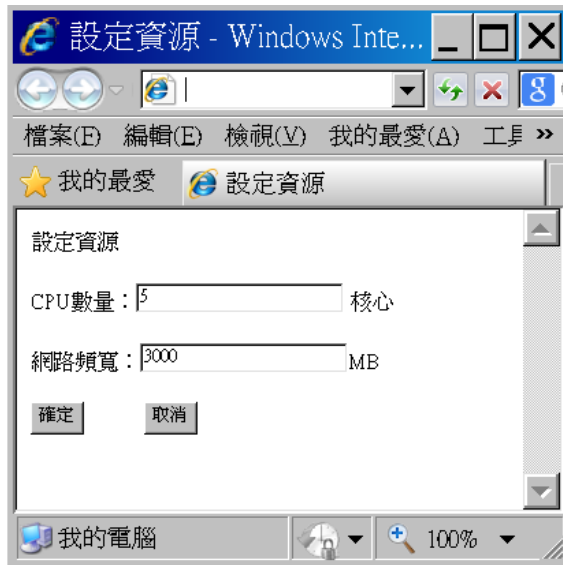 設定資源 - Windows Inte...
檔案(F) 編輯(E) 檢視(V) 我的最愛(A) 工具 »
我的最愛 設定資源
設定資源
CPU數量：5 核心
網路頻寬：3000 MB
確定 取消
我的電腦 100%